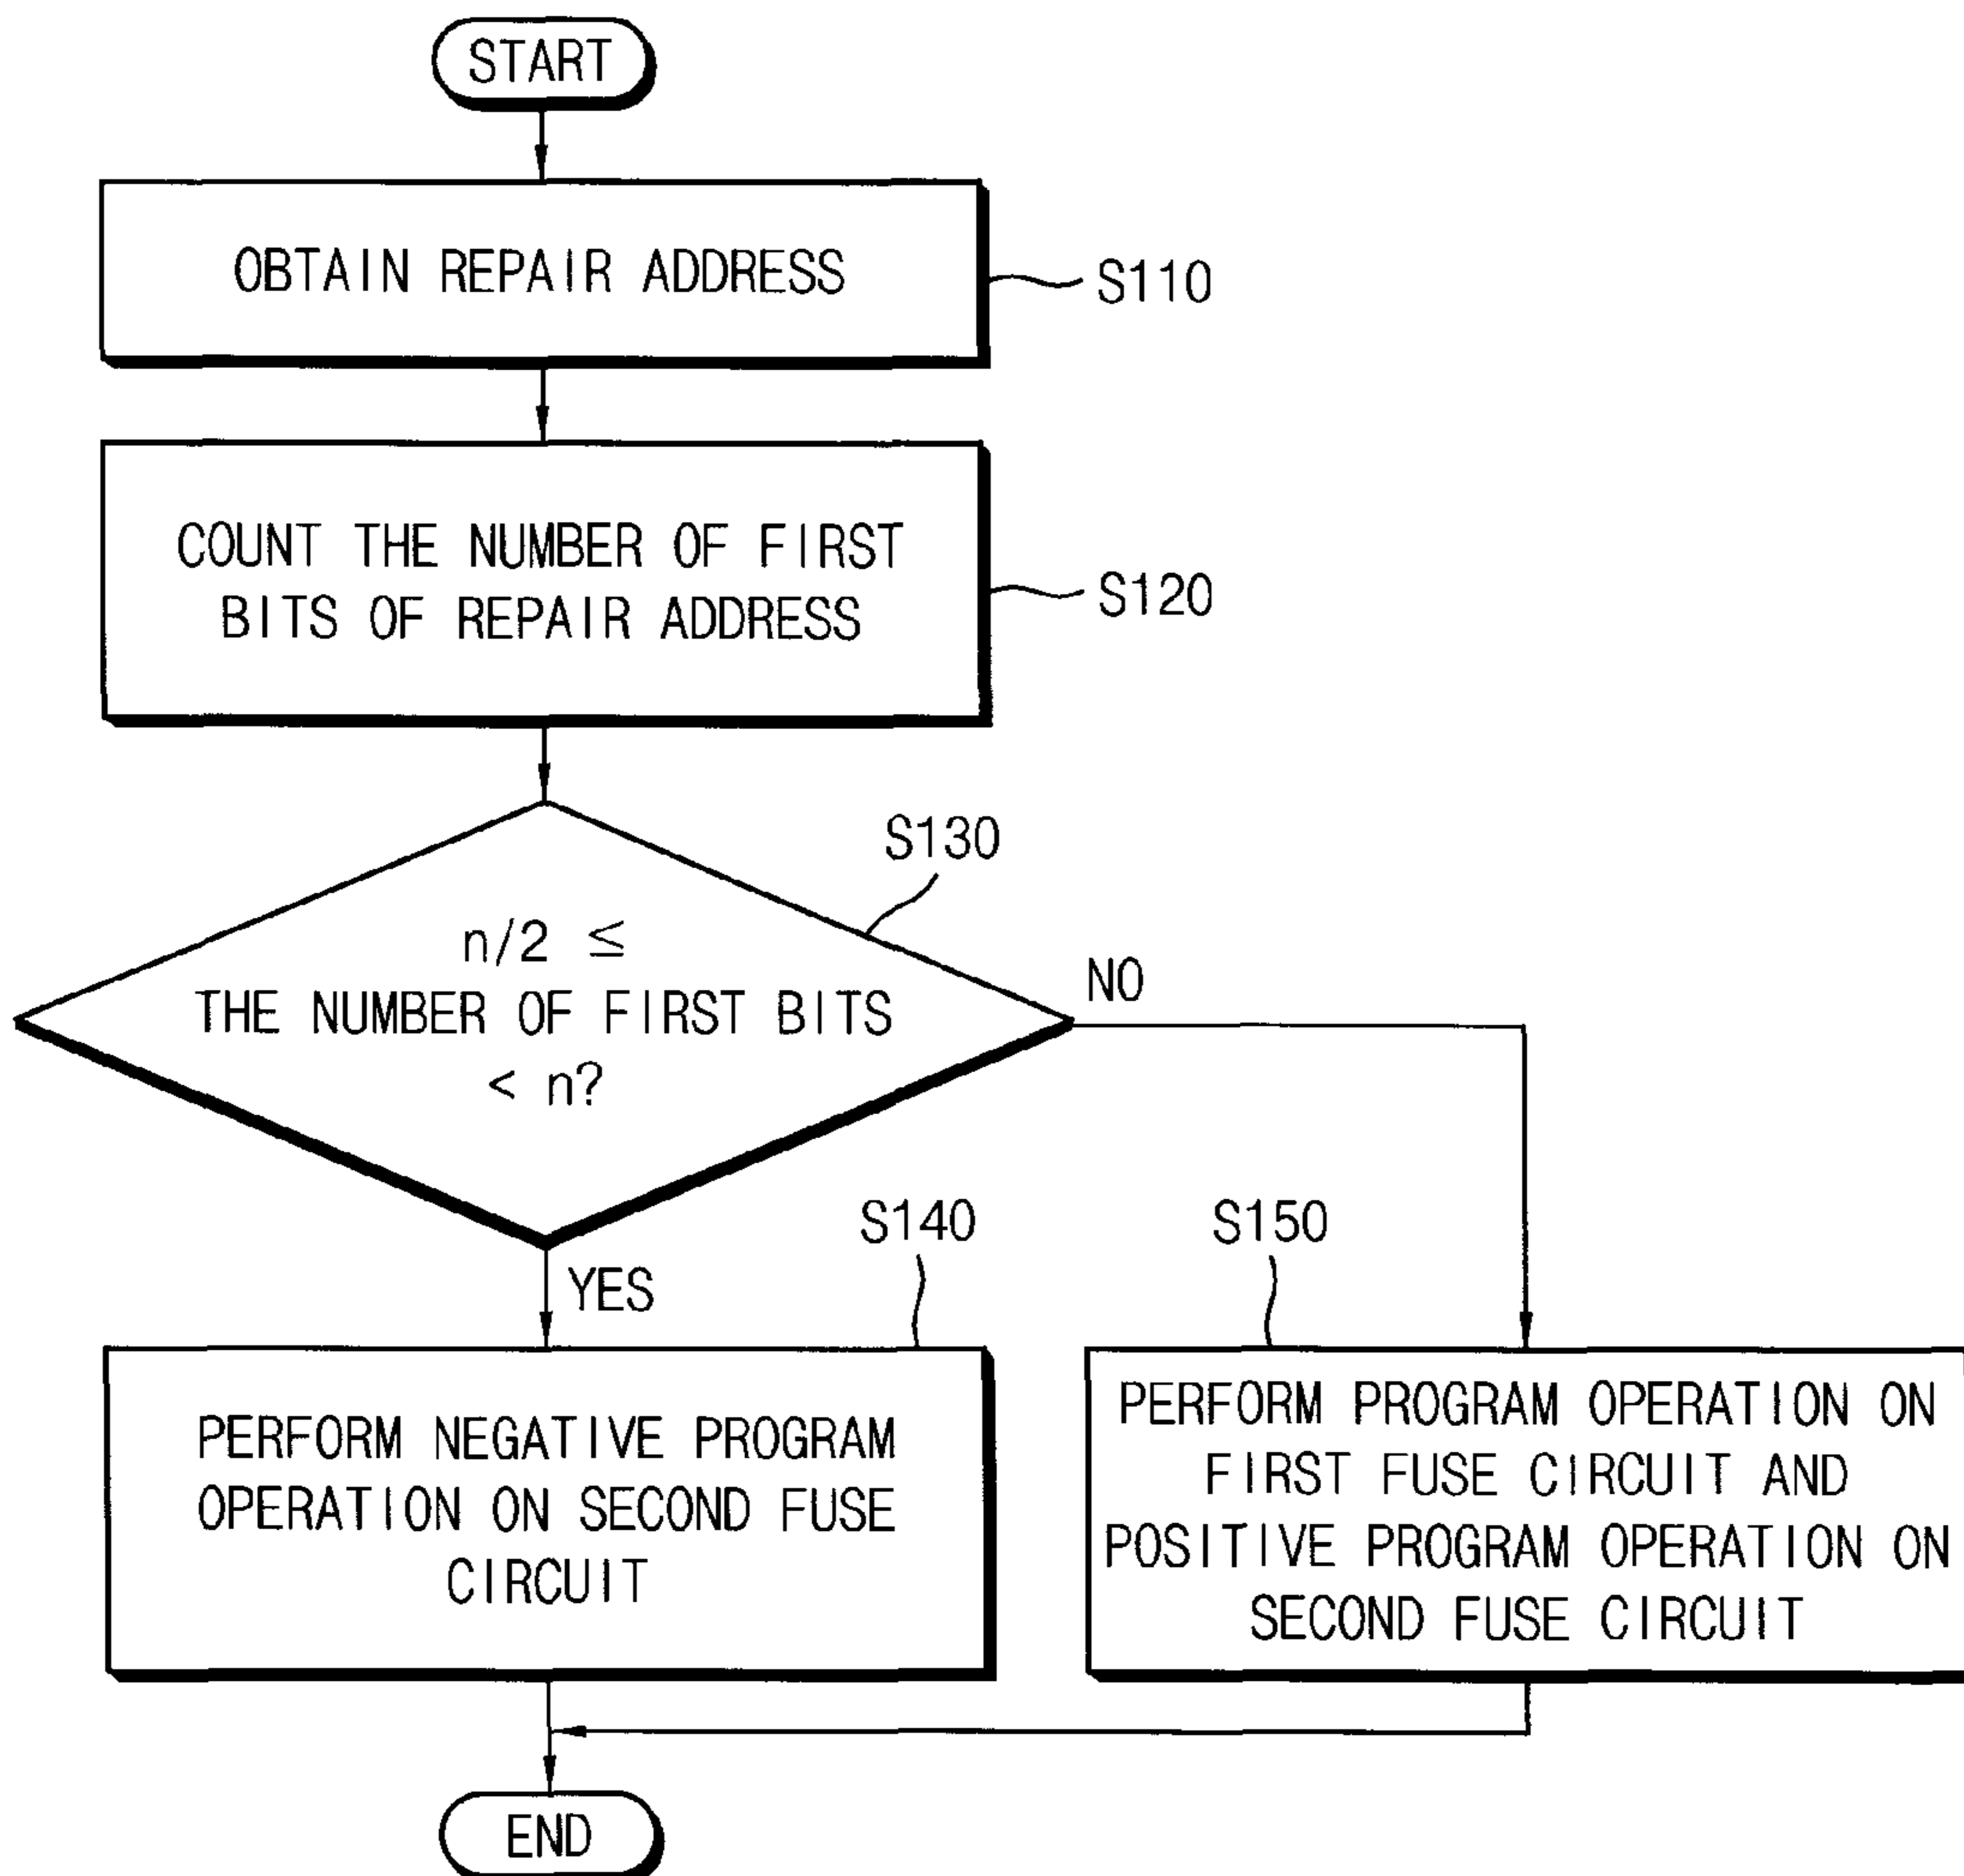 START
OBTAIN REPAIR ADDRESS
S110
COUNT THE NUMBER OF FIRST
BITS OF REPAIR ADDRESS
S120
S130
n/2 ≤
THE NUMBER OF FIRST BITS
< n?
NO
YES
S140
PERFORM NEGATIVE PROGRAM
OPERATION ON SECOND FUSE
CIRCUIT
S150
PERFORM PROGRAM OPERATION ON
FIRST FUSE CIRCUIT AND
POSITIVE PROGRAM OPERATION ON
SECOND FUSE CIRCUIT
END